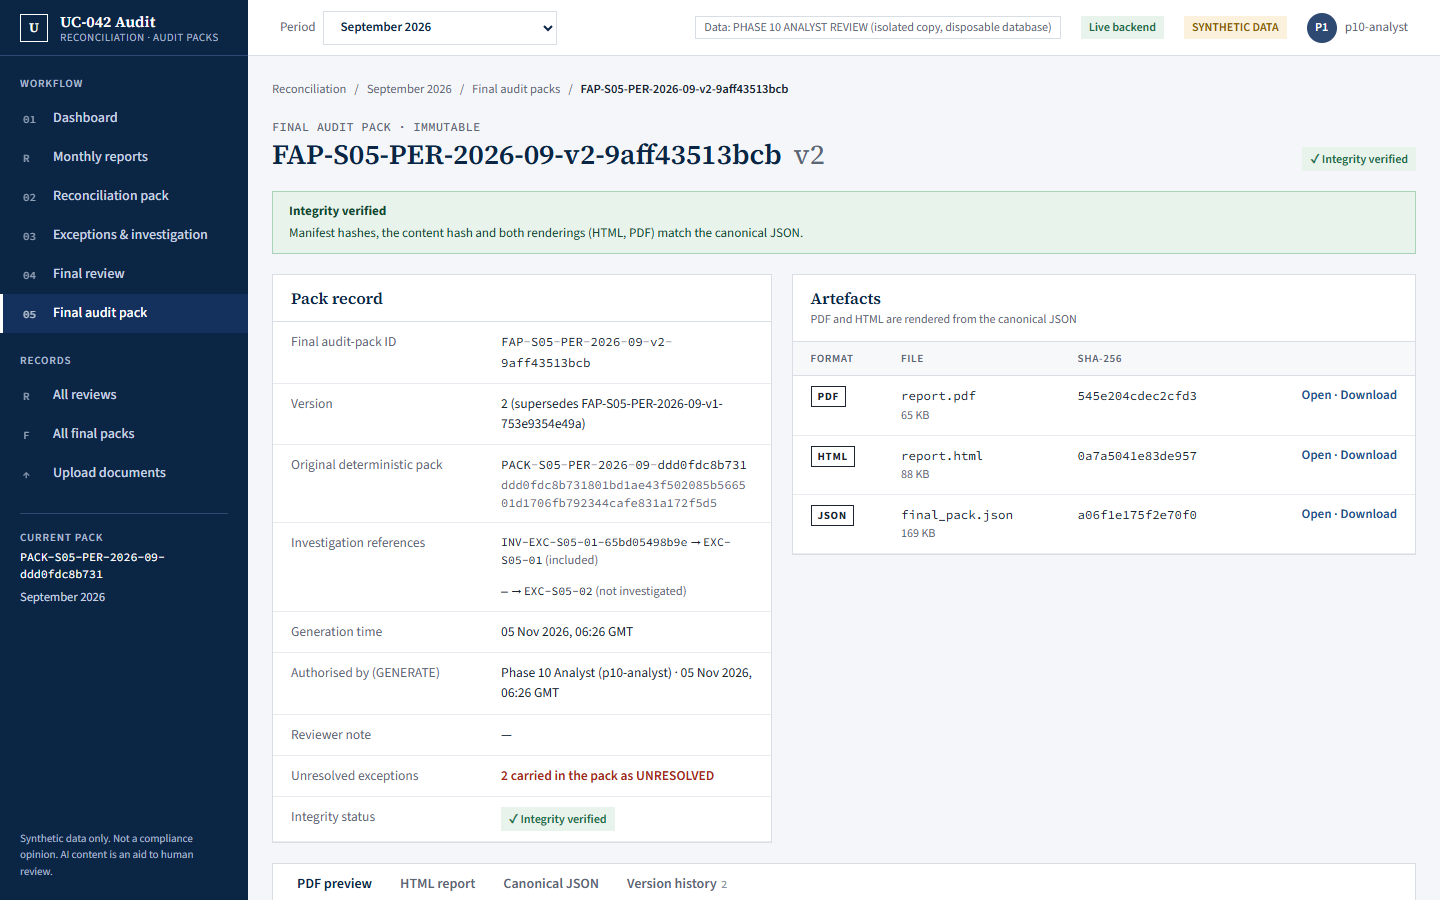 U
UC-042 Audit
RECONCILIATION · AUDIT PACKS
WORKFLOW
01 Dashboard
R Monthly reports
02 Reconciliation pack
03 Exceptions & investigation
04 Final review
05 Final audit pack
RECORDS
R All reviews
F All final packs
↑ Upload documents
CURRENT PACK
PACK-S05-PER-2026-09-
ddd0fdc8b731
September 2026
Synthetic data only. Not a compliance
opinion. AI content is an aid to human
review.
Period September 2026 Data: PHASE 10 ANALYST REVIEW (isolated copy, disposable database) Live backend SYNTHETIC DATA P1 p10-analyst
Reconciliation / September 2026 / Final audit packs / FAP-S05-PER-2026-09-v2-9aff43513bcb
FINAL AUDIT PACK · IMMUTABLE
FAP-S05-PER-2026-09-v2-9aff43513bcb v2
✓ Integrity verified
Integrity verified
Manifest hashes, the content hash and both renderings (HTML, PDF) match the canonical JSON.
Pack record
Final audit-pack ID FAP-S05-PER-2026-09-v2-
9aff43513bcb
Version 2 (supersedes FAP-S05-PER-2026-09-v1-
753e9354e49a)
Original deterministic pack PACK-S05-PER-2026-09-ddd0fdc8b731
ddd0fdc8b731801bd1ae43f502085b5665
01d1706fb792344cafe831a172f5d5
Investigation references INV-EXC-S05-01-65bd05498b9e → EXC-
S05-01 (included)
— → EXC-S05-02 (not investigated)
Generation time 05 Nov 2026, 06:26 GMT
Authorised by (GENERATE) Phase 10 Analyst (p10-analyst) · 05 Nov 2026,
06:26 GMT
Reviewer note —
Unresolved exceptions 2 carried in the pack as UNRESOLVED
Integrity status ✓ Integrity verified
Artefacts
PDF and HTML are rendered from the canonical JSON
FORMAT FILE SHA-256
PDF report.pdf 545e204cdec2cfd3 Open · Download
65 KB
HTML report.html 0a7a5041e83de957 Open · Download
88 KB
JSON final_pack.json a06f1e175f2e70f0 Open · Download
169 KB
PDF preview HTML report Canonical JSON Version history 2